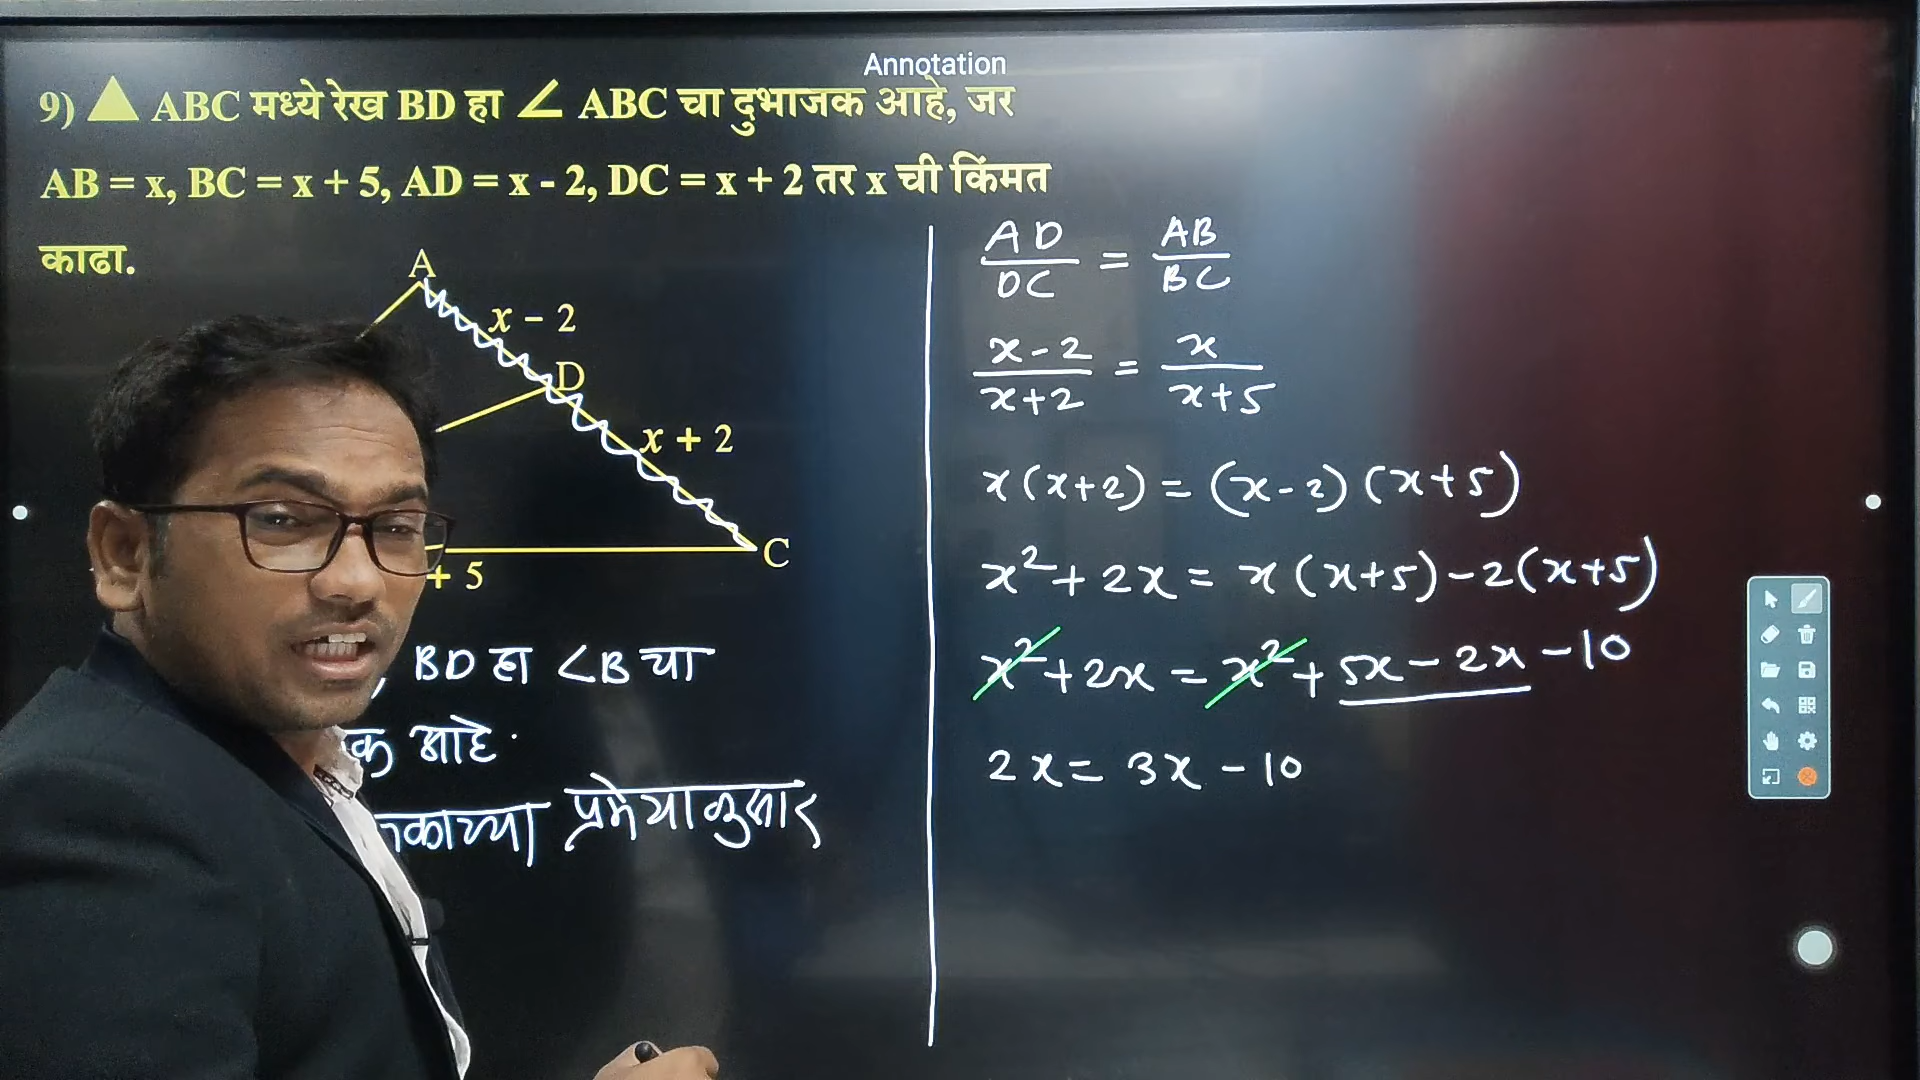 Annotation
9) ▲ ABC मध्ये रेख BD हा ∠ ABC चा दुभाजक आहे, जर
AB = x, BC = x + 5, AD = x - 2, DC = x + 2 तर x ची किंमत
काढा.
A
x − 2
D
x + 2
C
+ 5
, BD हा ∠B चा
क आहे.
प्रमेयानुसार
AD/DC = AB/BC
x-2/x+2 = x/x+5
x(x+2) = (x-2)(x+5)
x²+2x = x(x+5)-2(x+5)
x²+2x = x²+5x-2x-10
2x = 3x-10